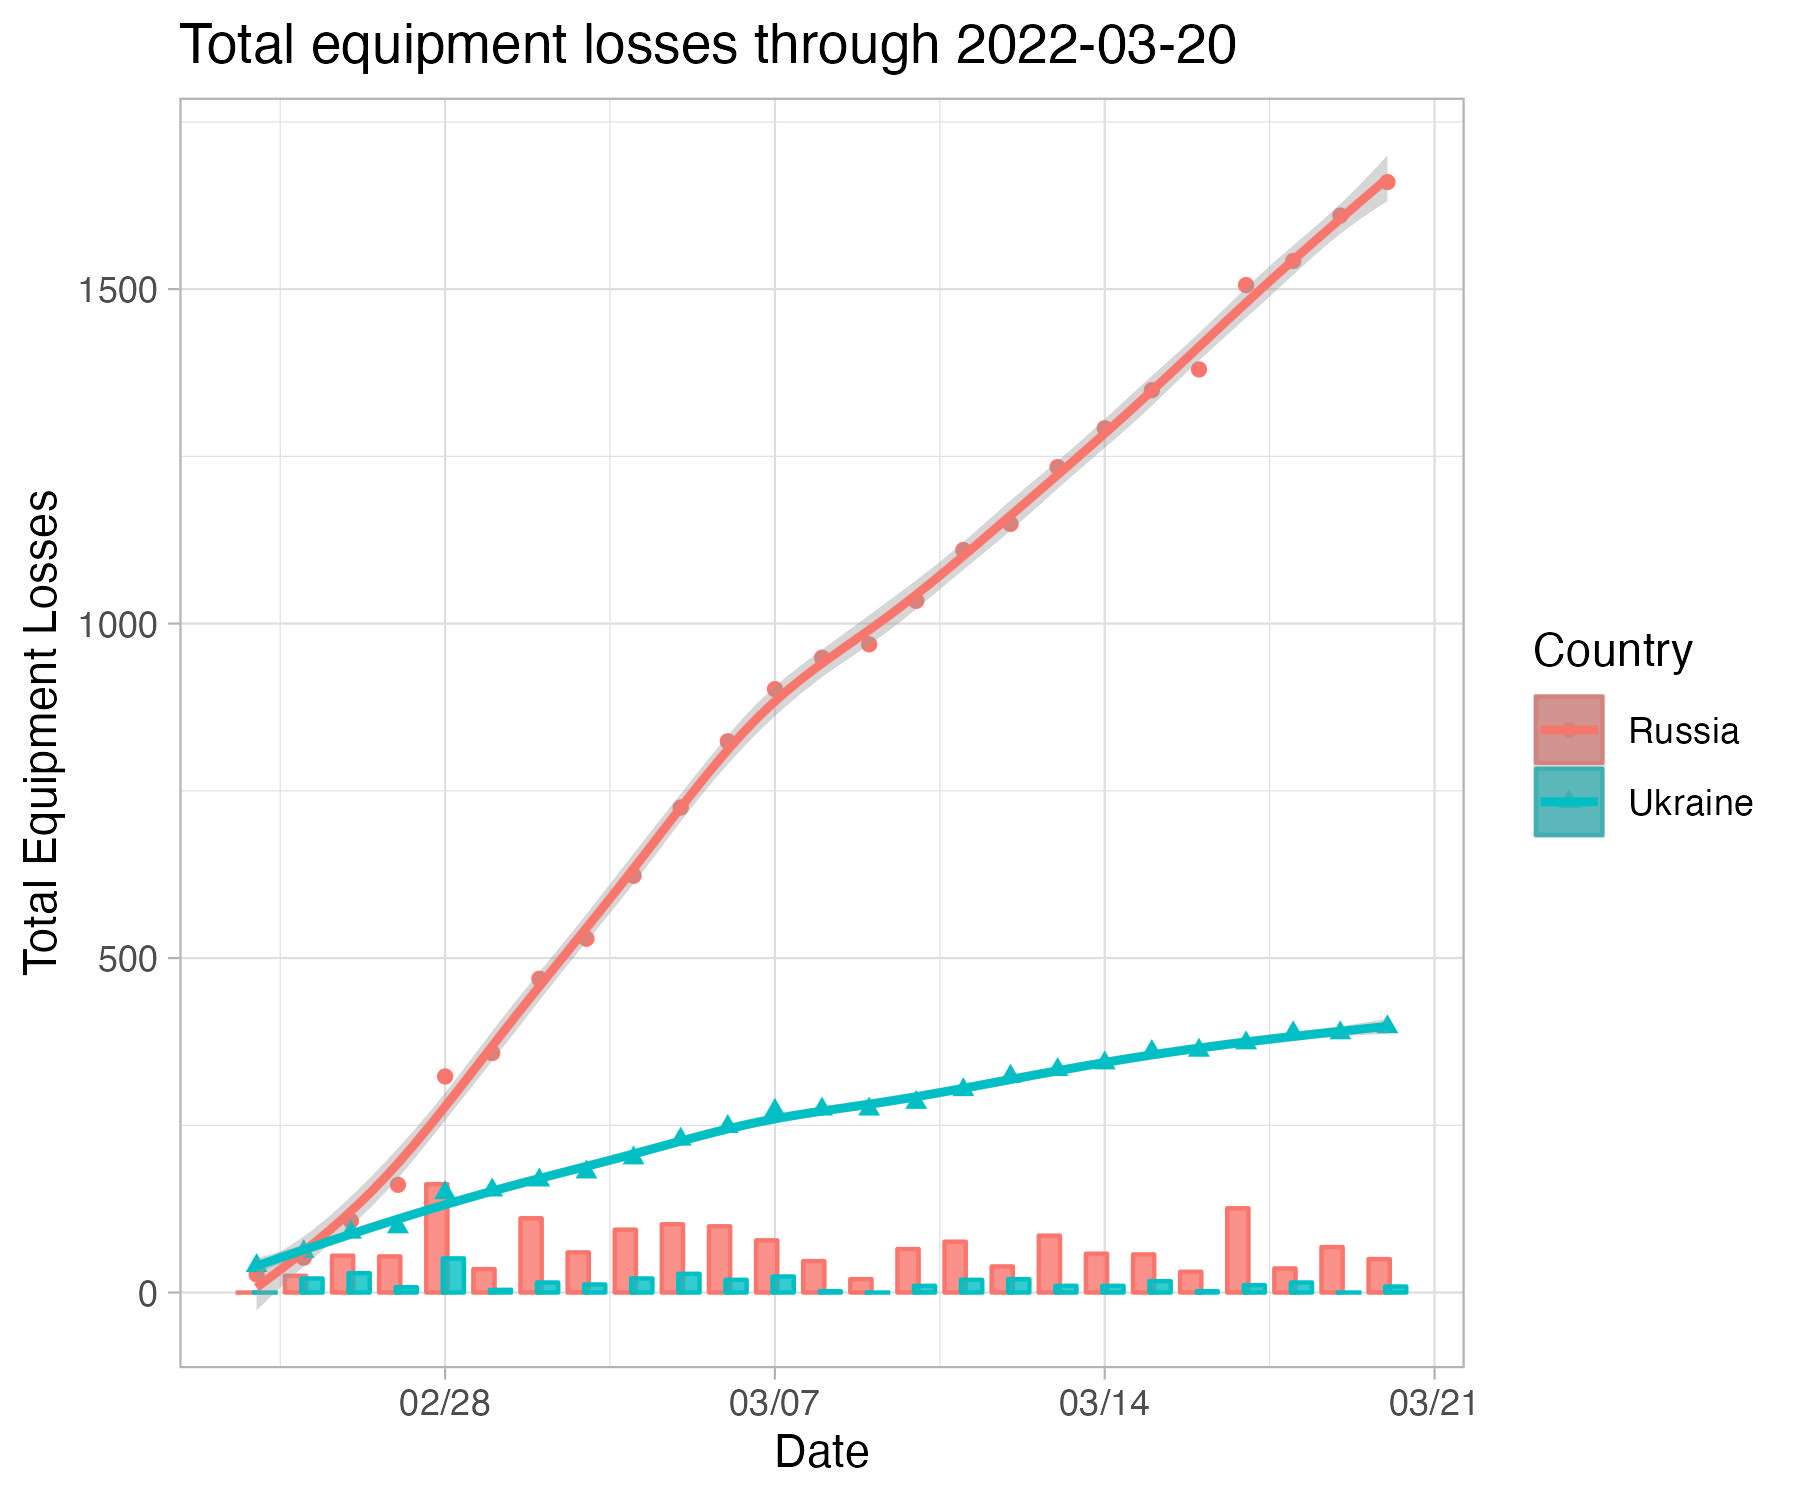 Total equipment losses through 2022-03-20
Total Equipment Losses
1500
1000
500
0
02/28 03/07 03/14 03/21
Date
Country
Russia
Ukraine